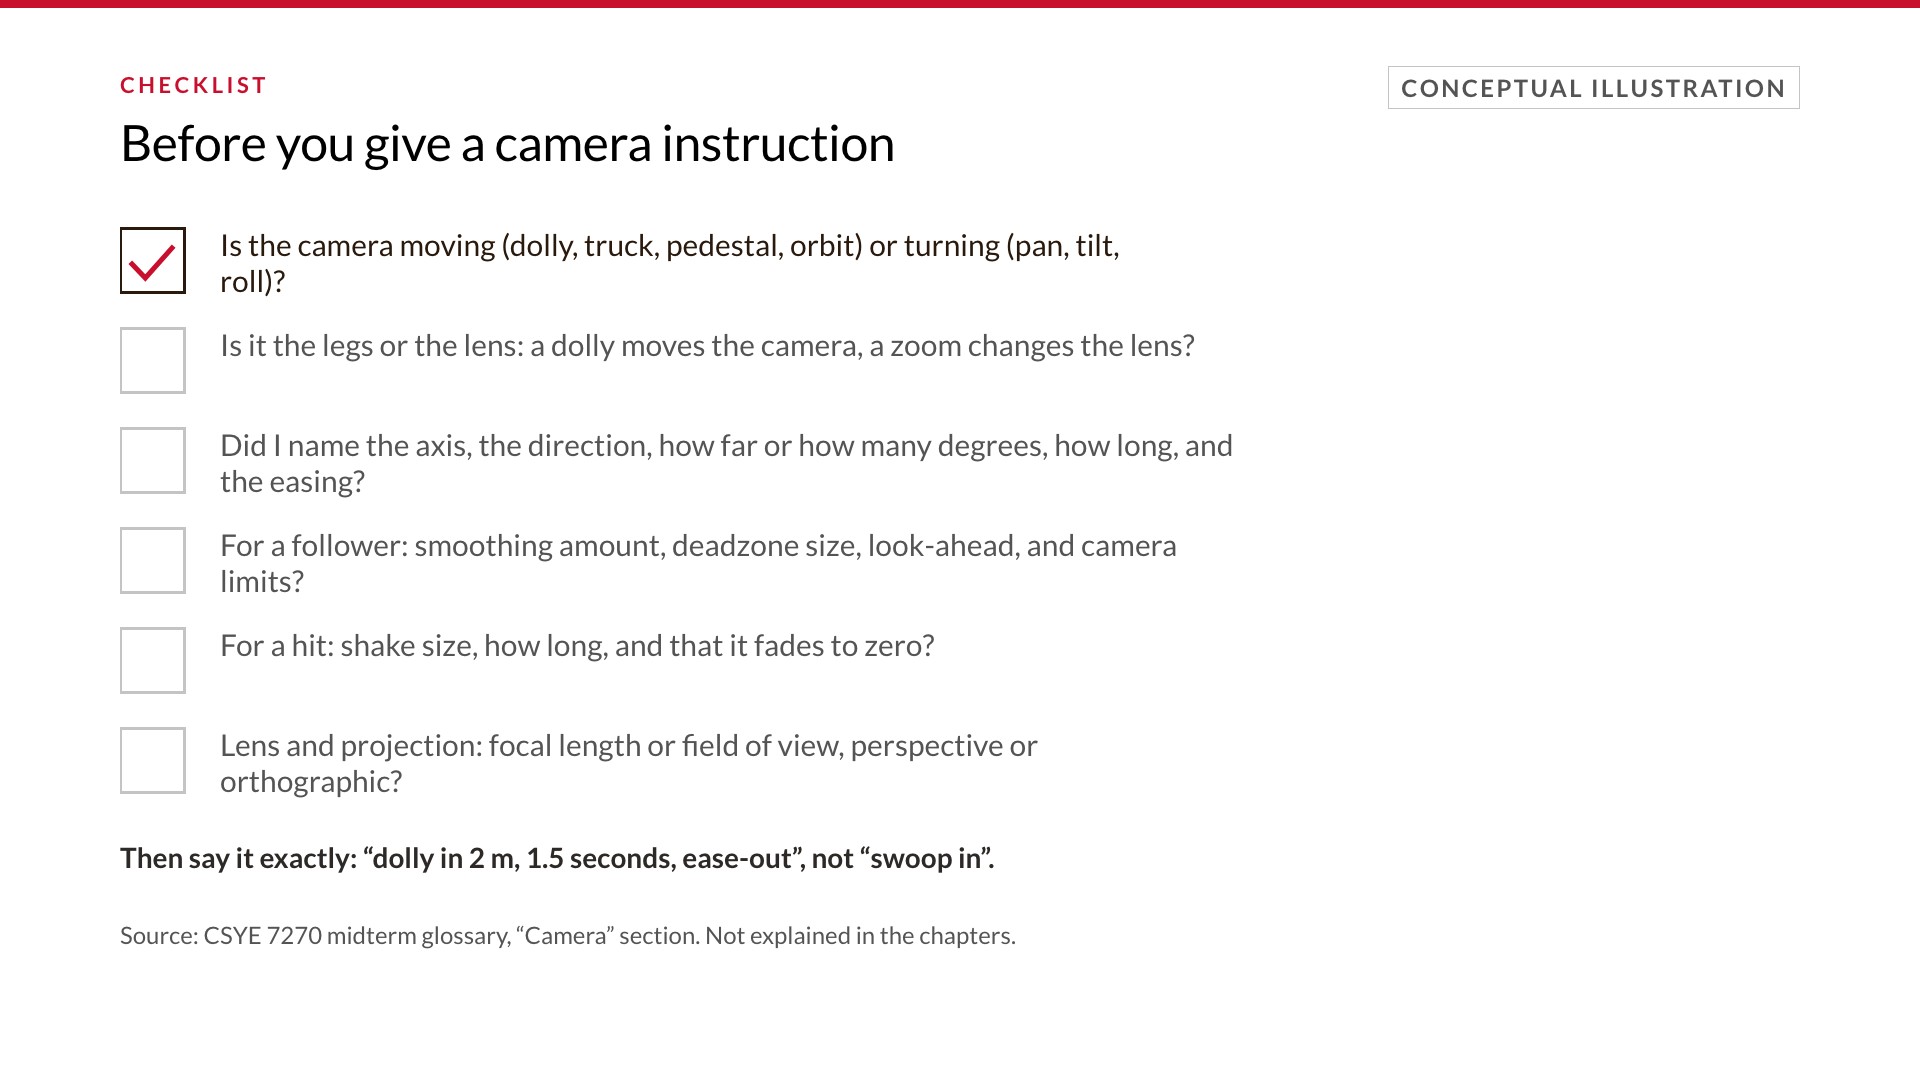 CHECKLIST
CONCEPTUAL ILLUSTRATION
Before you give a camera instruction
Is the camera moving (dolly, truck, pedestal, orbit) or turning (pan, tilt,
roll)?
Is it the legs or the lens: a dolly moves the camera, a zoom changes the lens?
Did I name the axis, the direction, how far or how many degrees, how long, and
the easing?
For a follower: smoothing amount, deadzone size, look-ahead, and camera
limits?
For a hit: shake size, how long, and that it fades to zero?
Lens and projection: focal length or field of view, perspective or
orthographic?
Then say it exactly: “dolly in 2 m, 1.5 seconds, ease-out”, not “swoop in”.
Source: CSYE 7270 midterm glossary, “Camera” section. Not explained in the chapters.